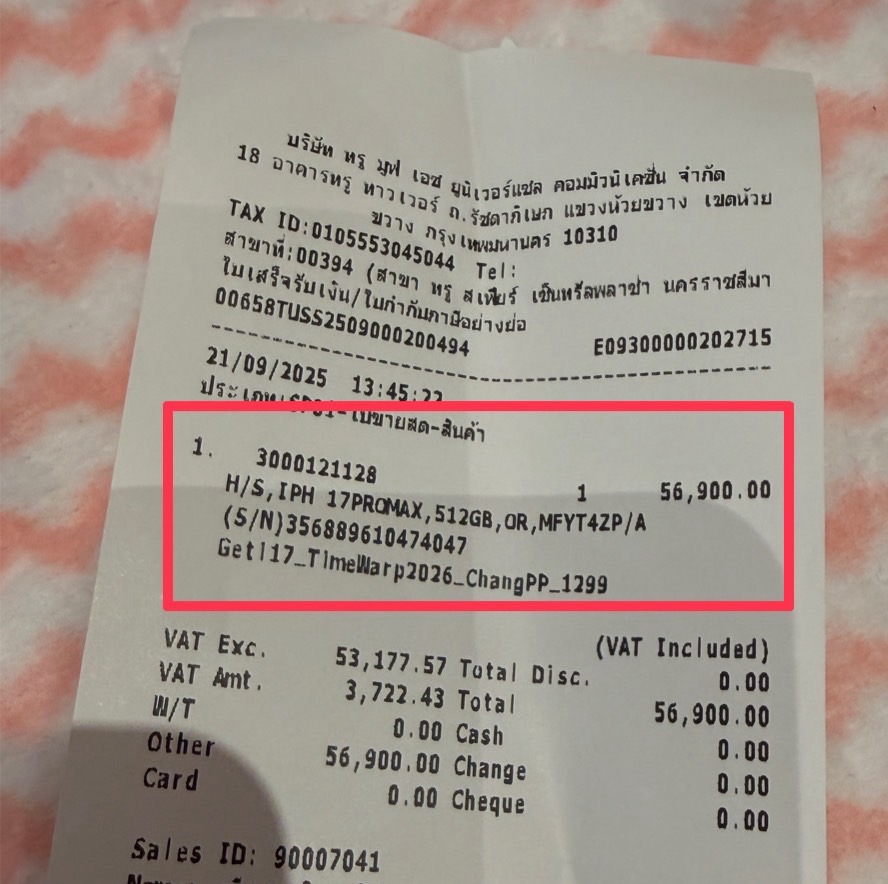 บริษัท ทรู มูฟ เอช ยูนิเวอร์แซล คอมมิวนิเคชั่น จำกัด
18 อาคารทรู ทาวเวอร์ ถ.รัชดาภิเษก แขวงห้วยขวาง เขตห้วย
ขวาง กรุงเทพมหานคร 10310
TAX ID:0105553045044 Tel:
สาขาที่:00394 (สาขา ทรู สเฟียร์ เซ็นทรัลพลาซ่า นครราชสีมา
ใบเสร็จรับเงิน/ใบกำกับภาษีอย่างย่อ
00658TUSS2509000200494 E09300000202715
21/09/2025 13:45:22
ประเภท: -ใบขายสด-สินค้า
1. 3000121128 1 56,900.00
H/S,IPH 17PROMAX,512GB,OR,MFYT4ZP/A
(S/N)356889610474047
Geti17_TimeWarp2026_ChangPP_1299
(VAT Included)
VAT Exc. 53,177.57 Total Disc. 0.00
VAT Amt. 3,722.43 Total 56,900.00
W/T 0.00 Cash 0.00
Other 56,900.00 Change 0.00
Card 0.00 Cheque 0.00
Sales ID: 90007041